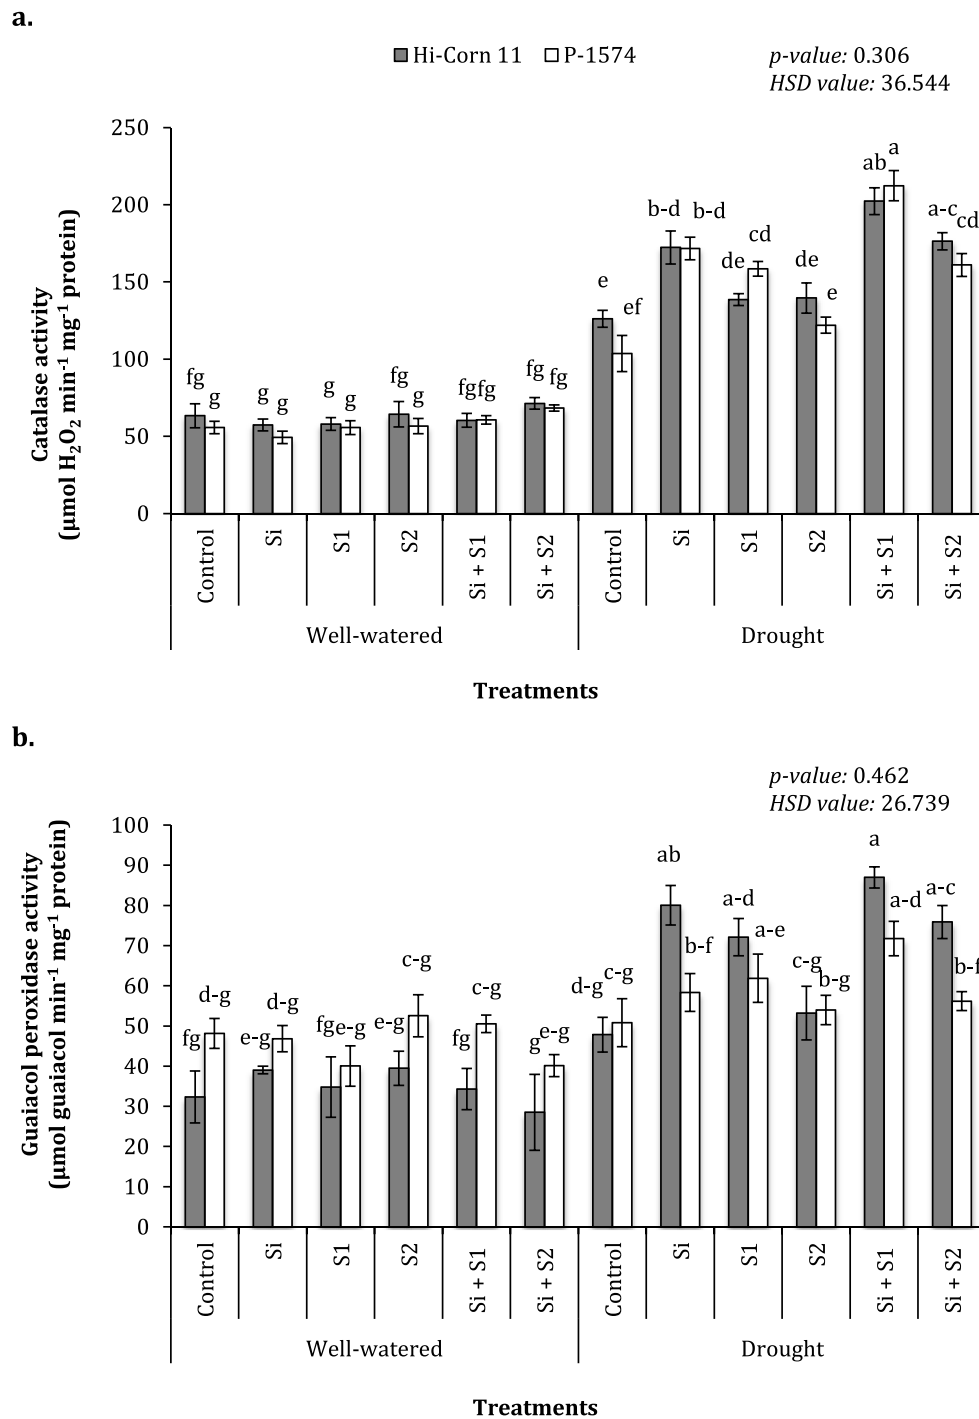 a.
Hi-Corn 11 P-1574
p-value: 0.306
HSD value: 36.544
Catalase activity
(µmol H₂O₂ min⁻¹ mg⁻¹ protein)
250
200
150
100
50
0
fg g g g g g fg g fg fg fg fg e ef b-d b-d de cd de e ab a a-c cd
Control Si S1 S2 Si + S1 Si + S2 Control Si S1 S2 Si + S1 Si + S2
Well-watered Drought
Treatments
b.
p-value: 0.462
HSD value: 26.739
Guaiacol peroxidase activity
(µmol guaiacol min⁻¹ mg⁻¹ protein)
100
90
80
70
60
50
40
30
20
10
0
fg d-g e-g d-g fg e-g e-g c-g fg c-g g e-g d-g c-g ab b-f a-d a-e c-g b-g a a-d a-c b-f
Control Si S1 S2 Si + S1 Si + S2 Control Si S1 S2 Si + S1 Si + S2
Well-watered Drought
Treatments